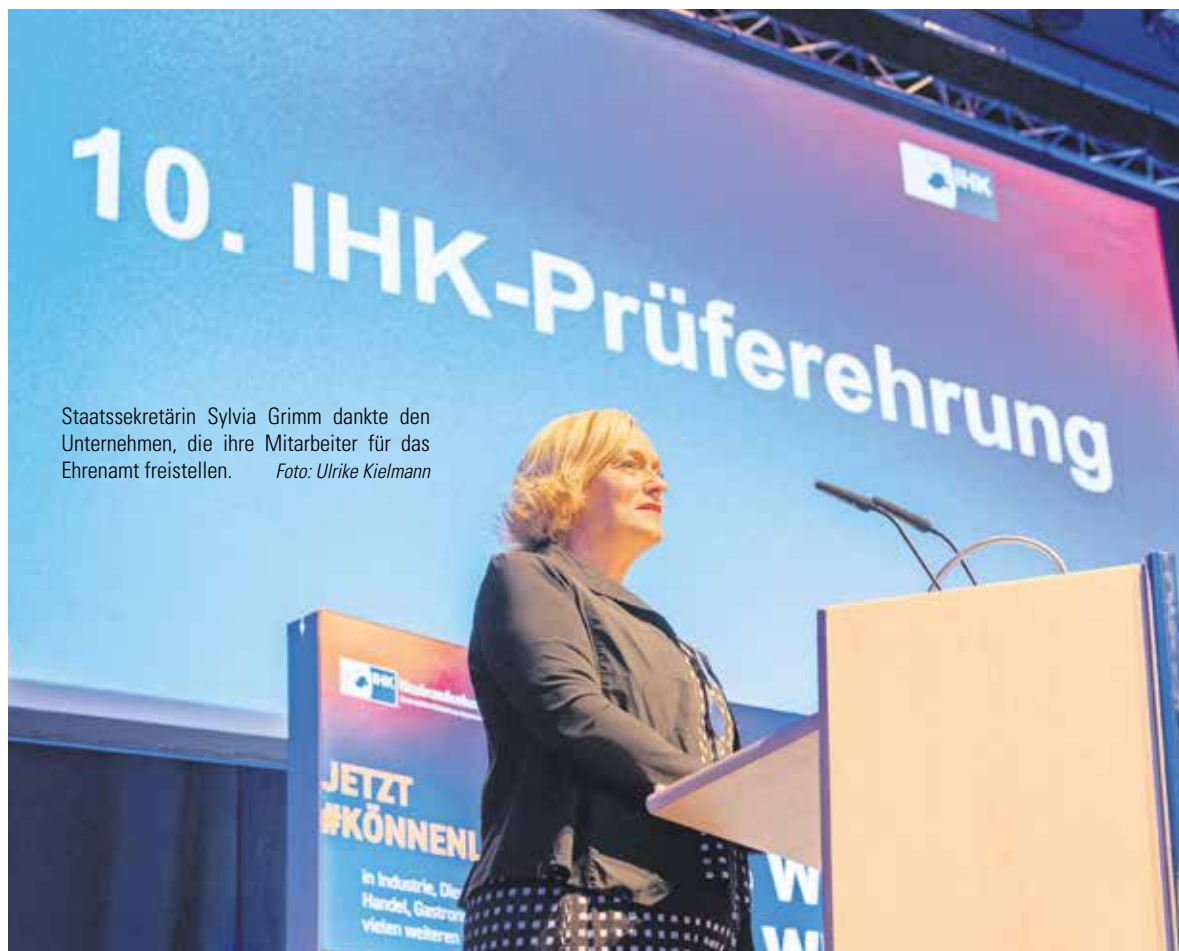 10. IHK-Prüferehrung
IHK
Staatssekretärin Sylvia Grimm dankte den
Unternehmen, die ihre Mitarbeiter für das
Ehrenamt freistellen. Foto: Ulrike Kielmann
IHK
JETZT
#KÖNNENL
in Industrie, Die
Handel, Gastron
vielen weiteren
W
W